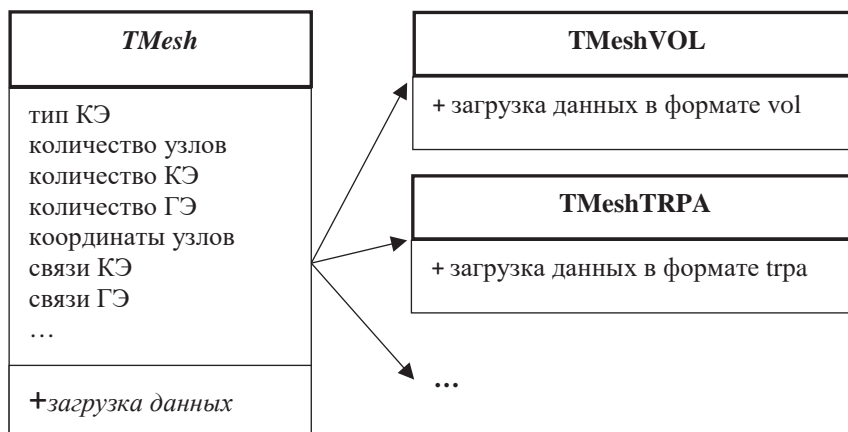 TMesh
тип КЭ
количество узлов
количество КЭ
количество ГЭ
координаты узлов
связи КЭ
связи ГЭ
…
+загрузка данных
TMeshVOL
+ загрузка данных в формате vol
TMeshTRPA
+ загрузка данных в формате trpa
...